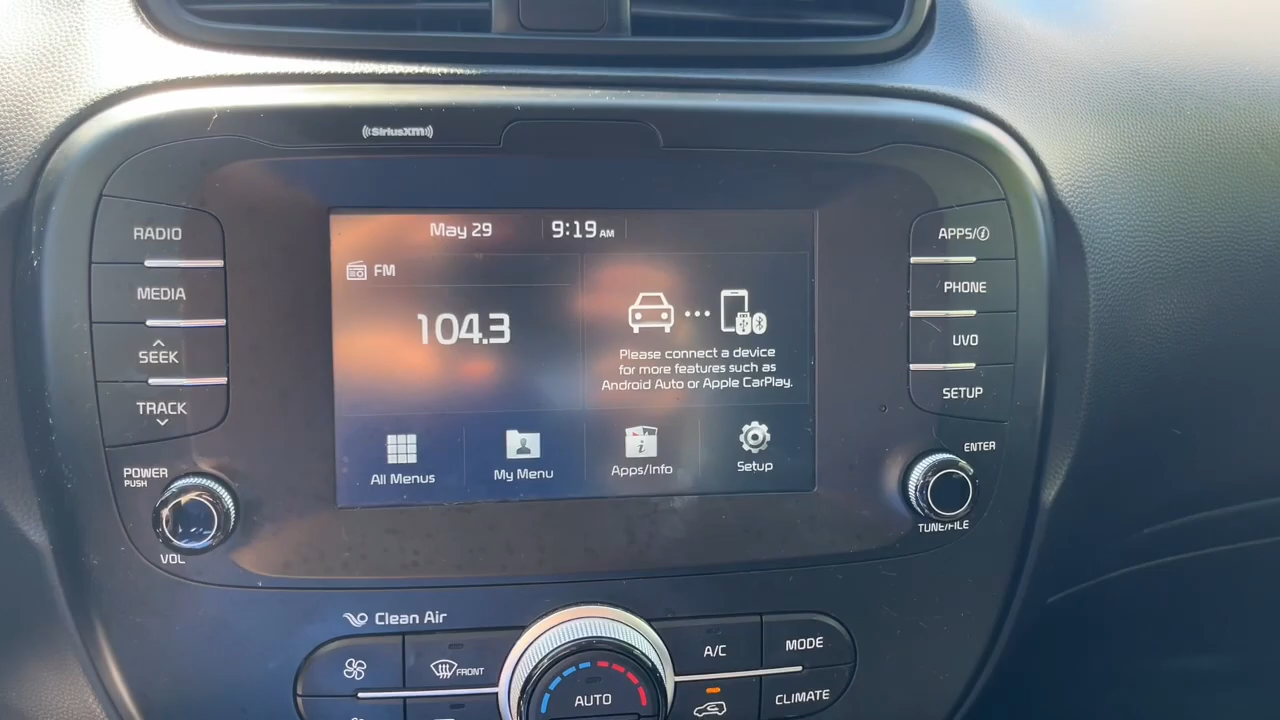 SiriusXM
RADIO
MEDIA
SEEK
TRACK
POWER
PUSH
VOL
May 29 9:19 AM
FM
104.3
Please connect a device
for more features such as
Android Auto or Apple CarPlay.
All Menus
My Menu
Apps/Info
Setup
APPS/i
PHONE
UVO
SETUP
ENTER
TUNE/FILE
Clean Air
FRONT
AUTO
A/C
MODE
CLIMATE